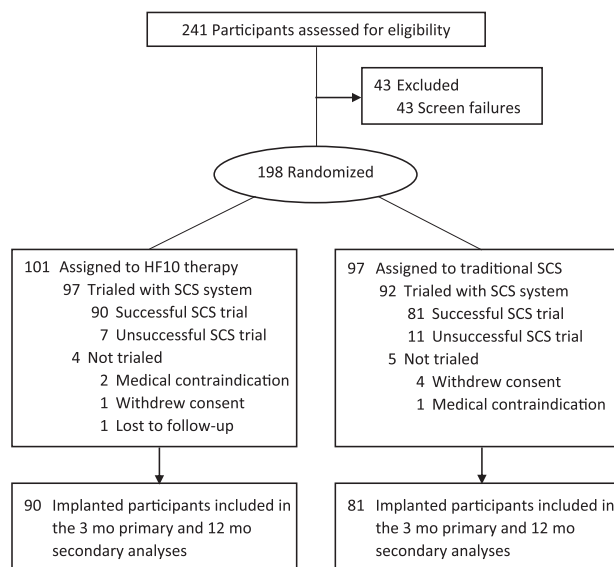 241 Participants assessed for eligibility
43 Excluded
43 Screen failures
198 Randomized
101 Assigned to HF10 therapy
97 Trialed with SCS system
90 Successful SCS trial
7 Unsuccessful SCS trial
4 Not trialed
2 Medical contraindication
1 Withdrew consent
1 Lost to follow-up
97 Assigned to traditional SCS
92 Trialed with SCS system
81 Successful SCS trial
11 Unsuccessful SCS trial
5 Not trialed
4 Withdrew consent
1 Medical contraindication
90 Implanted participants included in
the 3 mo primary and 12 mo
secondary analyses
81 Implanted participants included in
the 3 mo primary and 12 mo
secondary analyses